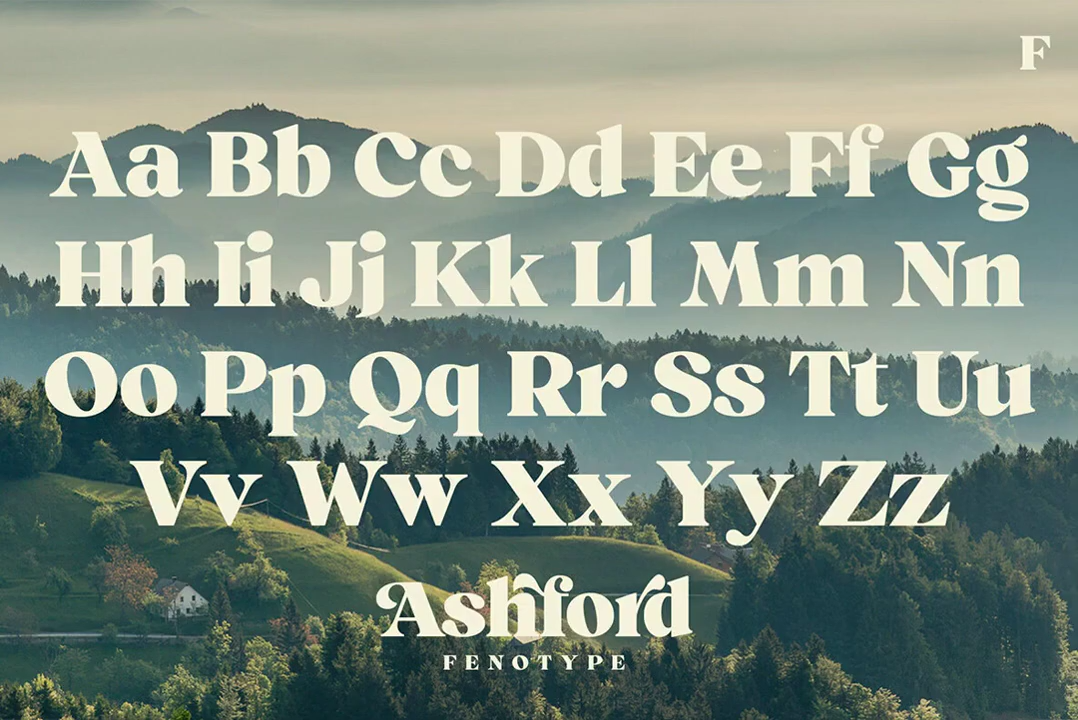 F
Aa Bb Cc Dd Ee Ff Gg
Hh Ii Jj Kk Ll Mm Nn
Oo Pp Qq Rr Ss Tt Uu
Vv Ww Xx Yy Zz
Ashford
FENOTYPE